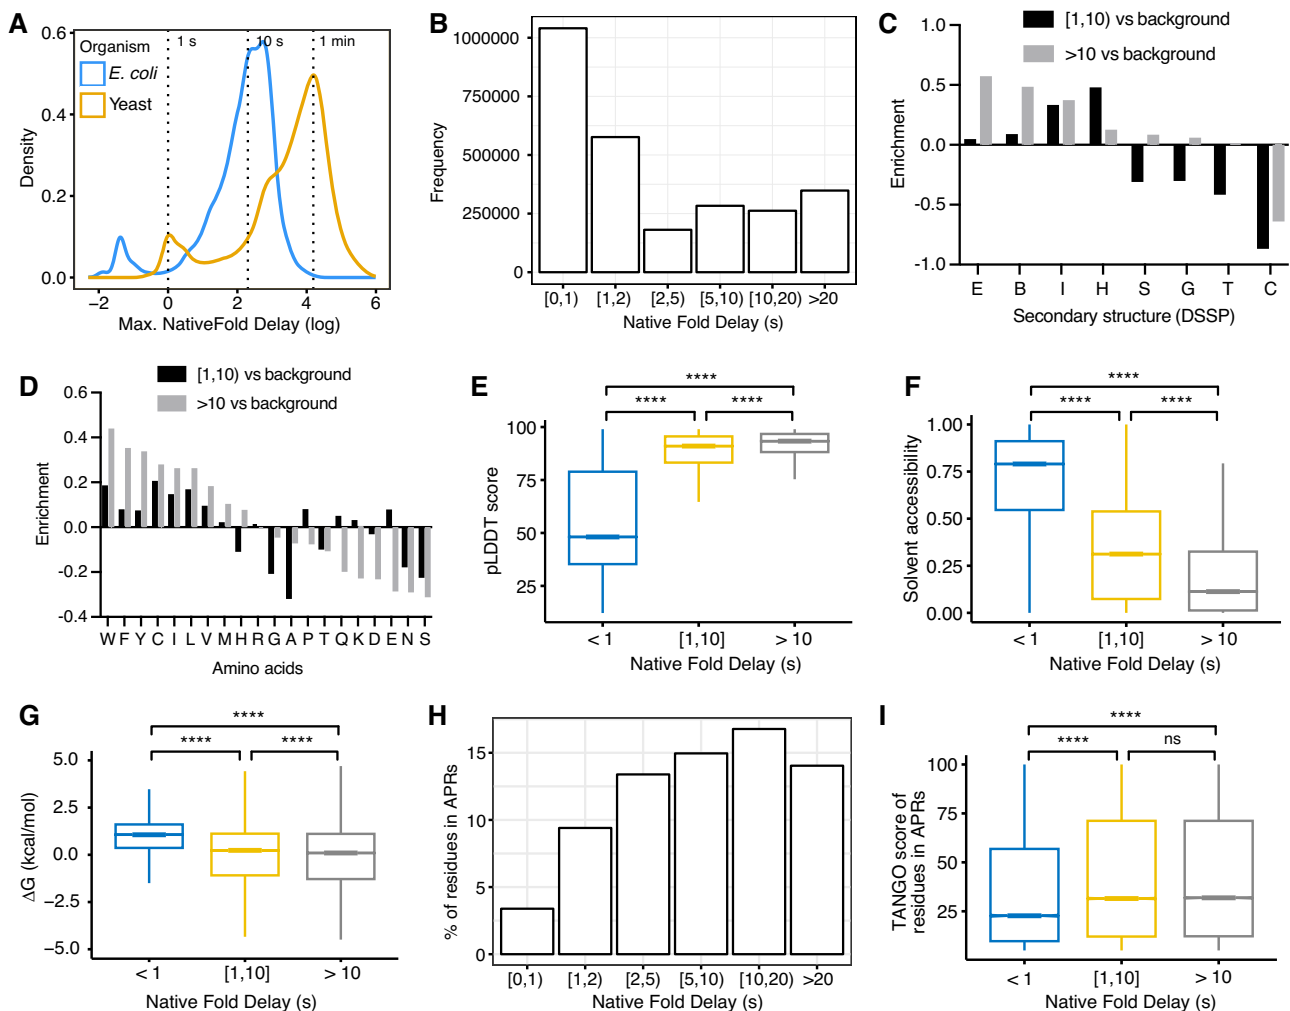 A
Organism
E. coli
Yeast
1 s
10 s
1 min
0.6
0.4
0.2
0.0
Density
−2
0
2
4
6
Max. NativeFold Delay (log)
B
1000000
750000
500000
250000
0
Frequency
[0,1)
[1,2)
[2,5)
[5,10)
[10,20)
>20
Native Fold Delay (s)
C
[1,10) vs background
>10 vs background
1.0
0.5
0.0
-0.5
-1.0
Enrichment
E B I H S G T C
Secondary structure (DSSP)
D
[1,10) vs background
>10 vs background
0.6
0.4
0.2
0.0
-0.2
-0.4
Enrichment
W F Y C I L V M H R G A P T Q K D E N S
Amino acids
E
****
**** ****
100
75
50
25
pLDDT score
< 1
[1,10]
> 10
Native Fold Delay (s)
F
****
**** ****
1.00
0.75
0.50
0.25
0.00
Solvent accessibility
< 1
[1,10]
> 10
Native Fold Delay (s)
G
****
**** ****
5.0
2.5
0.0
−2.5
−5.0
ΔG (kcal/mol)
< 1
[1,10]
> 10
Native Fold Delay (s)
H
15
10
5
0
% of residues in APRs
[0,1)
[1,2)
[2,5)
[5,10)
[10,20)
>20
Native Fold Delay (s)
I
****
**** ns
100
75
50
25
TANGO score of
residues in APRs
< 1
[1,10]
> 10
Native Fold Delay (s)